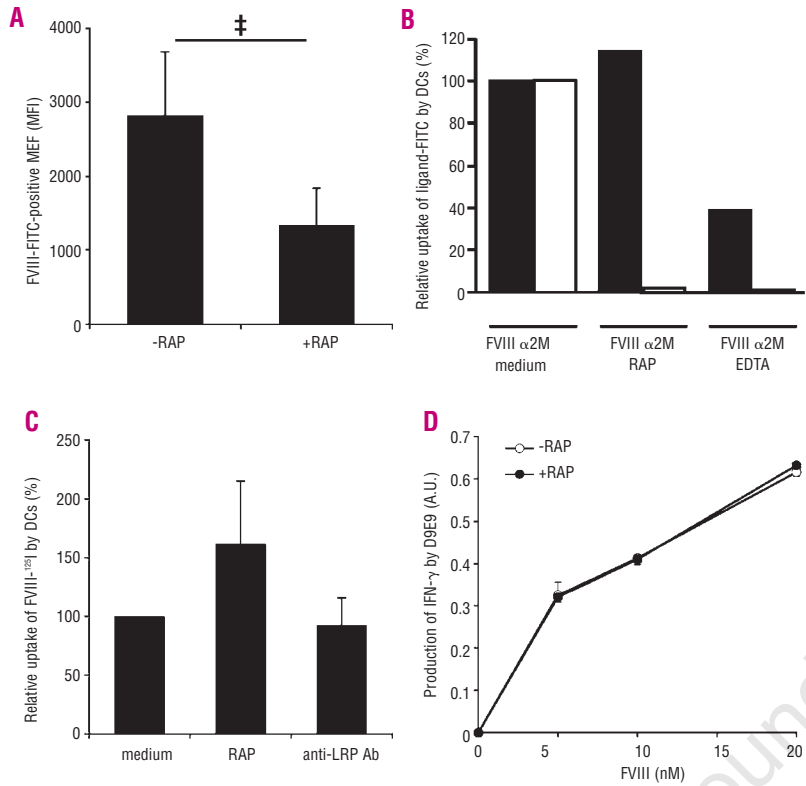 A
FVIII-FITC-positive MEF (MFI)
4000
3000
2000
1000
0
‡
-RAP
+RAP
B
Relative uptake of ligand-FITC by DCs (%)
120
100
80
60
40
20
0
FVIII α2M
medium
FVIII α2M
RAP
FVIII α2M
EDTA
C
Relative uptake of FVIII-¹²⁵I by DCs (%)
250
200
150
100
50
0
medium
RAP
anti-LRP Ab
D
Production of IFN-γ by D9E9 (A.U.)
0.7
0.6
0.5
0.4
0.3
0.2
0.1
0
-RAP
+RAP
0
5
10
15
20
FVIII (nM)